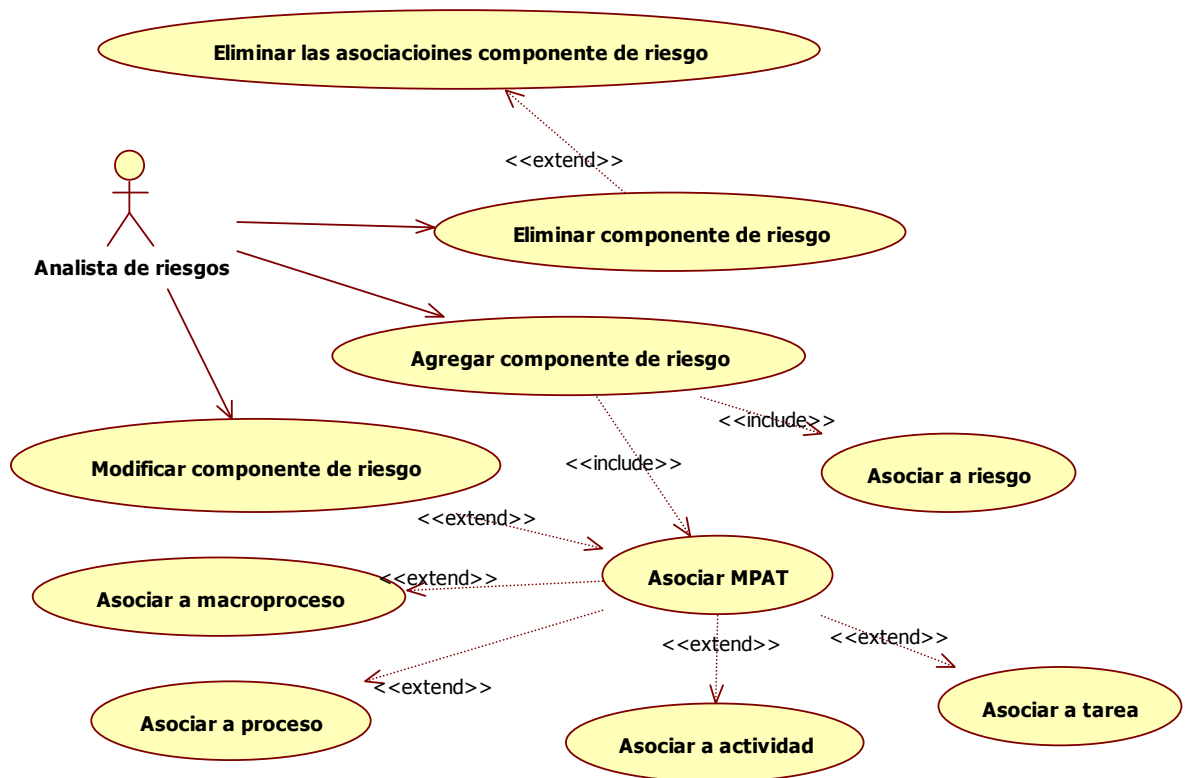 Eliminar las asociacioines componente de riesgo
<<extend>>
Eliminar componente de riesgo
Analista de riesgos
Agregar componente de riesgo
<<include>>
<<include>>
Modificar componente de riesgo
Asociar a riesgo
<<extend>>
Asociar MPAT
<<extend>>
Asociar a macroproceso
<<extend>>
<<extend>>
<<extend>>
Asociar a proceso
Asociar a actividad
Asociar a tarea